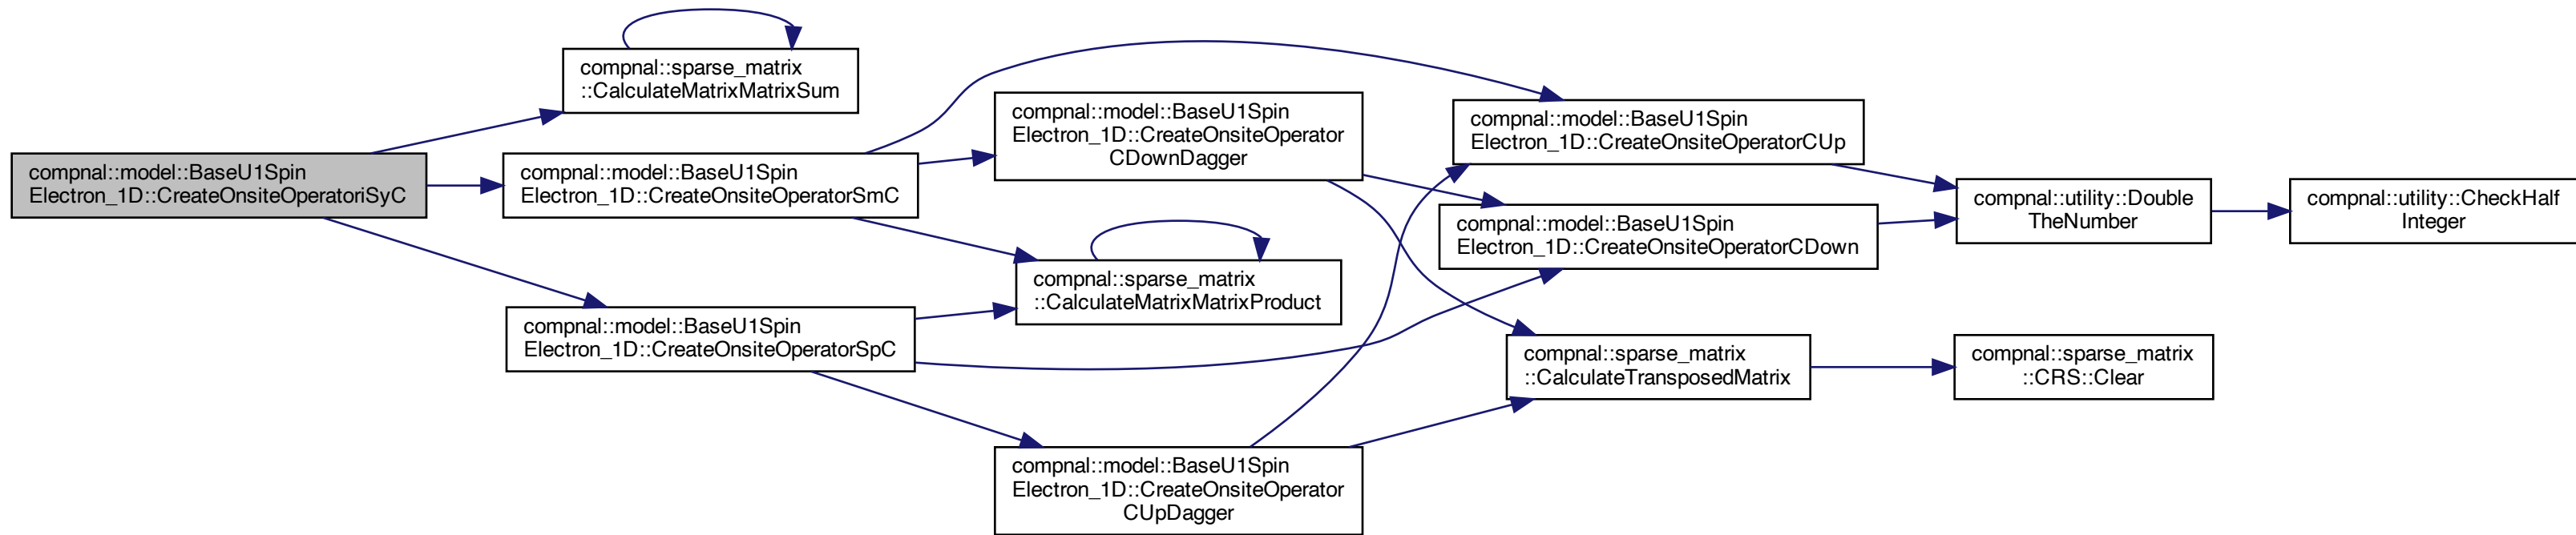 compnal::sparse_matrix
::CalculateMatrixMatrixSum
compnal::model::BaseU1Spin
Electron_1D::CreateOnsiteOperatoriSyC
compnal::model::BaseU1Spin
Electron_1D::CreateOnsiteOperatorSmC
compnal::model::BaseU1Spin
Electron_1D::CreateOnsiteOperatorSpC
compnal::model::BaseU1Spin
Electron_1D::CreateOnsiteOperator
CDownDagger
compnal::sparse_matrix
::CalculateMatrixMatrixProduct
compnal::model::BaseU1Spin
Electron_1D::CreateOnsiteOperator
CUpDagger
compnal::model::BaseU1Spin
Electron_1D::CreateOnsiteOperatorCUp
compnal::model::BaseU1Spin
Electron_1D::CreateOnsiteOperatorCDown
compnal::sparse_matrix
::CalculateTransposedMatrix
compnal::utility::Double
TheNumber
compnal::sparse_matrix
::CRS::Clear
compnal::utility::CheckHalf
Integer